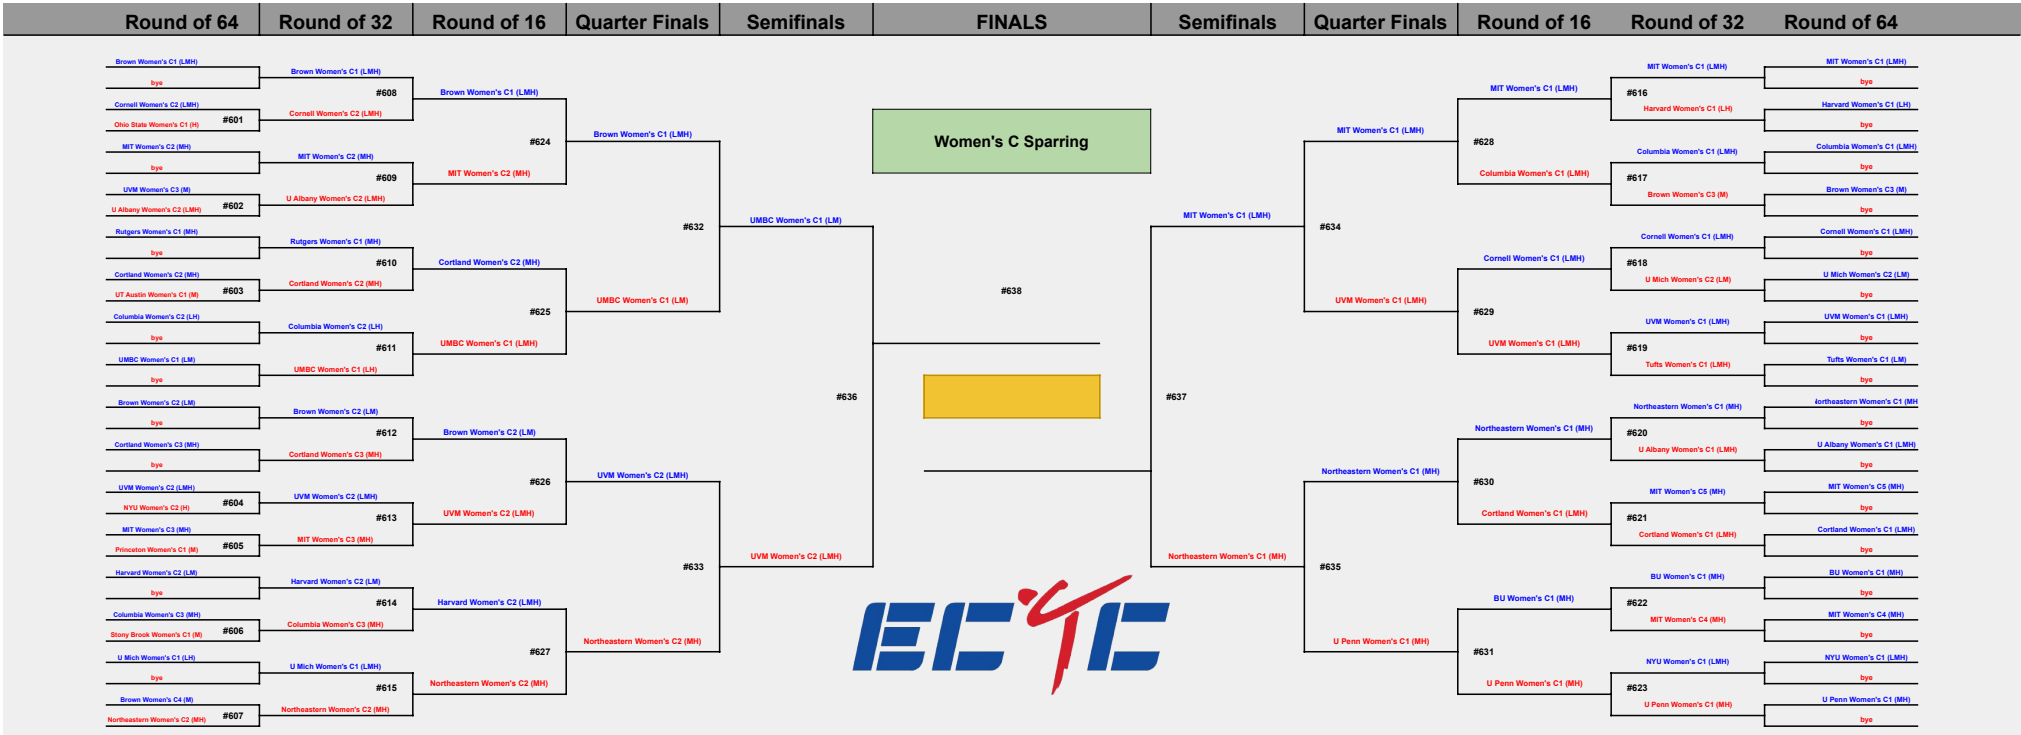 Round of 64 Round of 32 Round of 16 Quarter Finals Semifinals FINALS Semifinals Quarter Finals Round of 16 Round of 32 Round of 64
Brown Women's C1 (LMH)
bye
Cornell Women's C2 (LMH)
Ohio State Women's C1 (H)
#601
MIT Women's C2 (MH)
bye
UVM Women's C3 (M)
U Albany Women's C2 (LMH)
#602
Rutgers Women's C1 (MH)
bye
Cortland Women's C2 (MH)
UT Austin Women's C1 (M)
#603
Columbia Women's C2 (LH)
bye
UMBC Women's C1 (LM)
bye
Brown Women's C2 (LM)
bye
Cortland Women's C3 (MH)
bye
UVM Women's C2 (LMH)
NYU Women's C2 (H)
#604
MIT Women's C3 (MH)
Princeton Women's C1 (M)
#605
Harvard Women's C2 (LM)
bye
Columbia Women's C3 (MH)
Stony Brook Women's C1 (M)
#606
U Mich Women's C1 (LH)
bye
Brown Women's C4 (M)
Northeastern Women's C2 (MH)
#607
Brown Women's C1 (LMH)
#608
Cornell Women's C2 (LMH)
MIT Women's C2 (MH)
#609
U Albany Women's C2 (LMH)
Rutgers Women's C1 (MH)
#610
Cortland Women's C2 (MH)
Columbia Women's C2 (LH)
#611
UMBC Women's C1 (LH)
Brown Women's C2 (LM)
#612
Cortland Women's C3 (MH)
UVM Women's C2 (LMH)
#613
MIT Women's C3 (MH)
Harvard Women's C2 (LM)
#614
Columbia Women's C3 (MH)
U Mich Women's C1 (LMH)
#615
Northeastern Women's C2 (MH)
Brown Women's C1 (LMH)
#624
MIT Women's C2 (MH)
Cortland Women's C2 (MH)
#625
UMBC Women's C1 (LMH)
Brown Women's C2 (LM)
#626
UVM Women's C2 (LMH)
Harvard Women's C2 (LMH)
#627
Northeastern Women's C2 (MH)
Brown Women's C1 (LMH)
#632
UMBC Women's C1 (LM)
UVM Women's C2 (LMH)
#633
Northeastern Women's C2 (MH)
UMBC Women's C1 (LM)
#636
UVM Women's C2 (LMH)
Women's C Sparring
#638
ECTC
MIT Women's C1 (LMH)
#637
Northeastern Women's C1 (MH)
MIT Women's C1 (LMH)
#634
UVM Women's C1 (LMH)
Northeastern Women's C1 (MH)
#635
U Penn Women's C1 (MH)
MIT Women's C1 (LMH)
#628
Columbia Women's C1 (LMH)
Cornell Women's C1 (LMH)
#629
UVM Women's C1 (LMH)
Northeastern Women's C1 (MH)
#630
Cortland Women's C1 (LMH)
BU Women's C1 (MH)
#631
U Penn Women's C1 (MH)
MIT Women's C1 (LMH)
#616
Harvard Women's C1 (LH)
Columbia Women's C1 (LMH)
#617
Brown Women's C3 (M)
Cornell Women's C1 (LMH)
#618
U Mich Women's C2 (LM)
UVM Women's C1 (LMH)
#619
Tufts Women's C1 (LMH)
Northeastern Women's C1 (MH)
#620
U Albany Women's C1 (LMH)
MIT Women's C5 (MH)
#621
Cortland Women's C1 (LMH)
BU Women's C1 (MH)
#622
MIT Women's C4 (MH)
NYU Women's C1 (LMH)
#623
U Penn Women's C1 (MH)
MIT Women's C1 (LMH)
bye
Harvard Women's C1 (LH)
bye
Columbia Women's C1 (LMH)
bye
Brown Women's C3 (M)
bye
Cornell Women's C1 (LMH)
bye
U Mich Women's C2 (LM)
bye
UVM Women's C1 (LMH)
bye
Tufts Women's C1 (LM)
bye
ortheastern Women's C1 (MH
bye
U Albany Women's C1 (LMH)
bye
MIT Women's C5 (MH)
bye
Cortland Women's C1 (LMH)
bye
BU Women's C1 (MH)
bye
MIT Women's C4 (MH)
bye
NYU Women's C1 (LMH)
bye
U Penn Women's C1 (MH)
bye